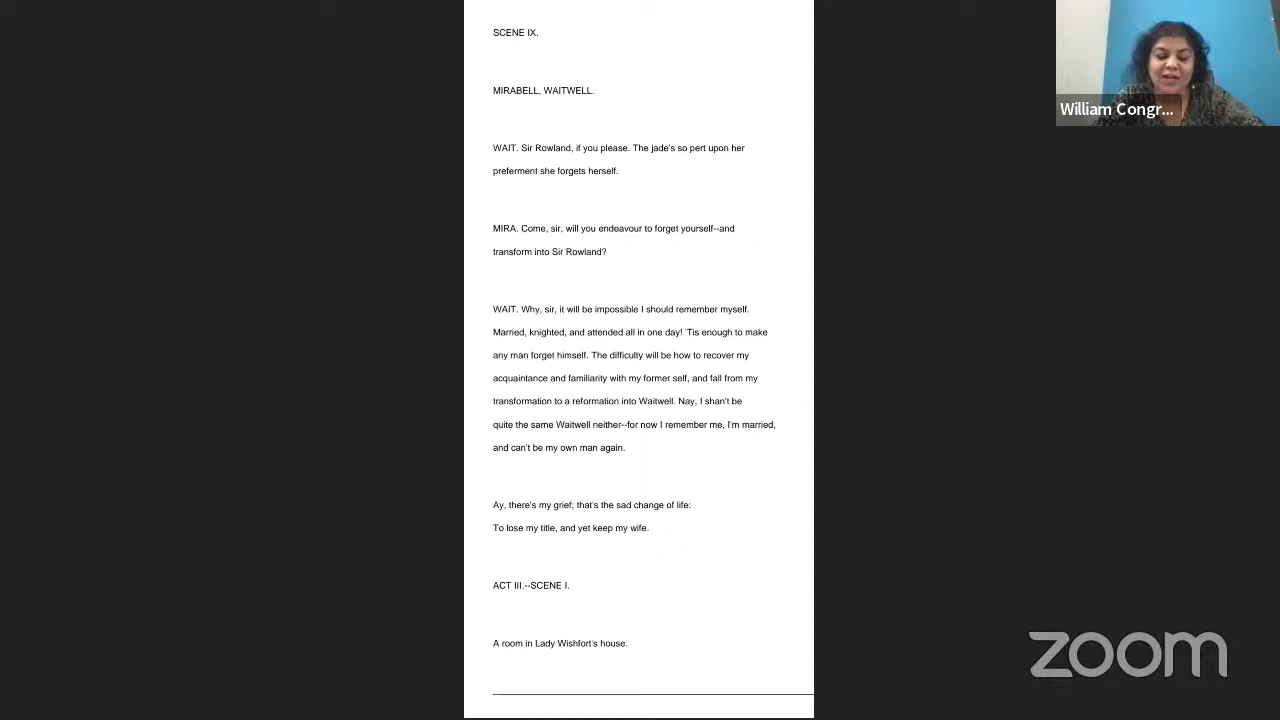 SCENE IX.
MIRABELL, WAITWELL.
WAIT. Sir Rowland, if you please. The jade's so pert upon her
preferment she forgets herself.
MIRA. Come, sir, will you endeavour to forget yourself--and
transform into Sir Rowland?
WAIT. Why, sir, it will be impossible I should remember myself.
Married, knighted, and attended all in one day! 'Tis enough to make
any man forget himself. The difficulty will be how to recover my
acquaintance and familiarity with my former self, and fall from my
transformation to a reformation into Waitwell. Nay, I shan't be
quite the same Waitwell neither--for now I remember me, I'm married,
and can't be my own man again.
Ay, there's my grief; that's the sad change of life:
To lose my title, and yet keep my wife.
ACT III.--SCENE I.
A room in Lady Wishfort's house.
William Congr...
zoom